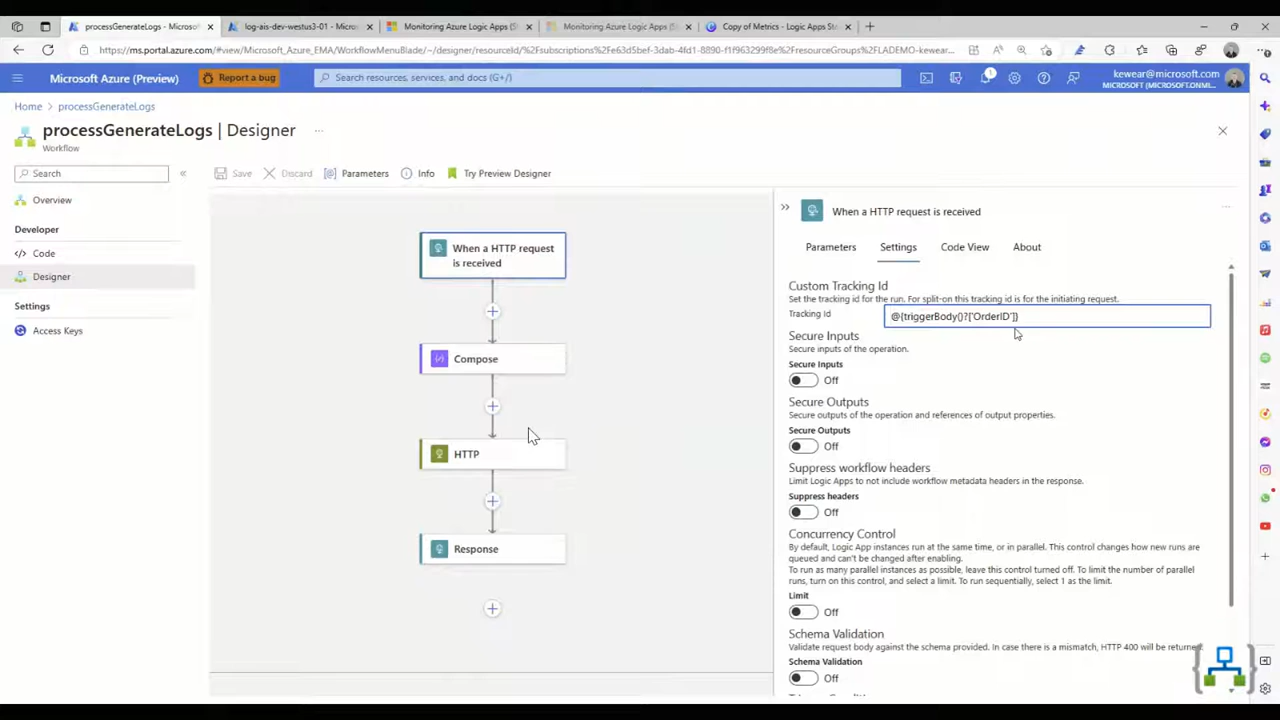 processGenerateLogs - Microsof
log-ais-dev-westus3-01 - Micros
Monitoring Azure Logic Apps (S
Monitoring Azure Logic Apps (S
Copy of Metrics - Logic Apps St
https://ms.portal.azure.com/#view/Microsoft_Azure_EMA/WorkflowMenuBlade/~/designer/resourceId/%2Fsubscriptions%2Fe63d5bef-3dab-4fd1-8890-f1f963299f8e%2FresourceGroups%2FLADEMO-kewear%2Fprovide...
Microsoft Azure (Preview)
Report a bug
Search resources, services, and docs (G+/)
1
kewear@microsoft.com
MICROSOFT (MICROSOFT.ONMI...
Home > processGenerateLogs >
processGenerateLogs | Designer ...
Workflow
Search
Save
Discard
Parameters
Info
Try Preview Designer
Overview
Developer
Code
Designer
Settings
Access Keys
When a HTTP request
is received
Compose
HTTP
Response
When a HTTP request is received
Parameters
Settings
Code View
About
Custom Tracking Id
Set the tracking id for the run. For split-on this tracking id is for the initiating request.
Tracking Id
@{triggerBody()?['OrderID']}
Secure Inputs
Secure inputs of the operation.
Secure Inputs
Off
Secure Outputs
Secure outputs of the operation and references of output properties.
Secure Outputs
Off
Suppress workflow headers
Limit Logic Apps to not include workflow metadata headers in the response.
Suppress headers
Off
Concurrency Control
By default, Logic App instances run at the same time, or in parallel. This control changes how new runs are
queued and can't be changed after enabling.
To run as many parallel instances as possible, leave this control turned off. To limit the number of parallel
runs, turn on this control, and select a limit. To run sequentially, select 1 as the limit.
Limit
Off
Schema Validation
Validate request body against the schema provided. In case there is a mismatch, HTTP 400 will be returned.
Schema Validation
Off